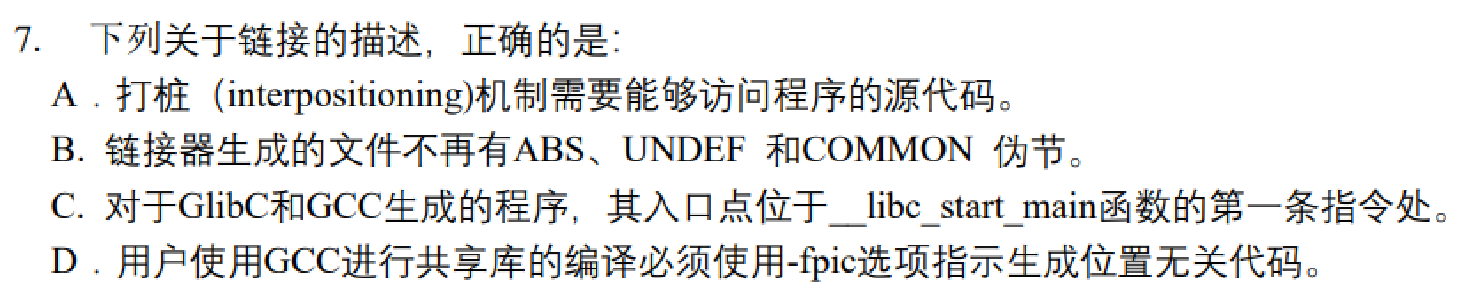 7. 下列关于链接的描述，正确的是：
A．打桩（interpositioning)机制需要能够访问程序的源代码。
B. 链接器生成的文件不再有ABS、UNDEF 和COMMON 伪节。
C. 对于GlibC和GCC生成的程序，其入口点位于__libc_start_main函数的第一条指令处。
D．用户使用GCC进行共享库的编译必须使用-fpic选项指示生成位置无关代码。